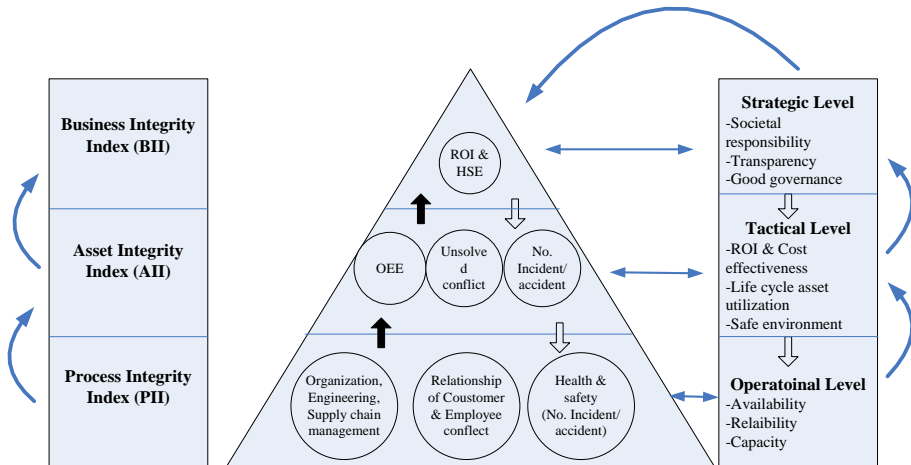 Business Integrity
Index (BII)
Asset Integrity
Index (AII)
Process Integrity
Index (PII)
ROI &
HSE
OEE
Unsolve
d
conflict
No.
Incident/
accident
Organization,
Engineering,
Supply chain
management
Relationship
of Coustomer
& Employee
conflect
Health &
safety
(No. Incident/
accident)
Strategic Level
-Societal
responsibility
-Transparency
-Good governance
Tactical Level
-ROI & Cost
effectiveness
-Life cycle asset
utilization
-Safe environment
Operatoinal Level
-Availability
-Relaibility
-Capacity